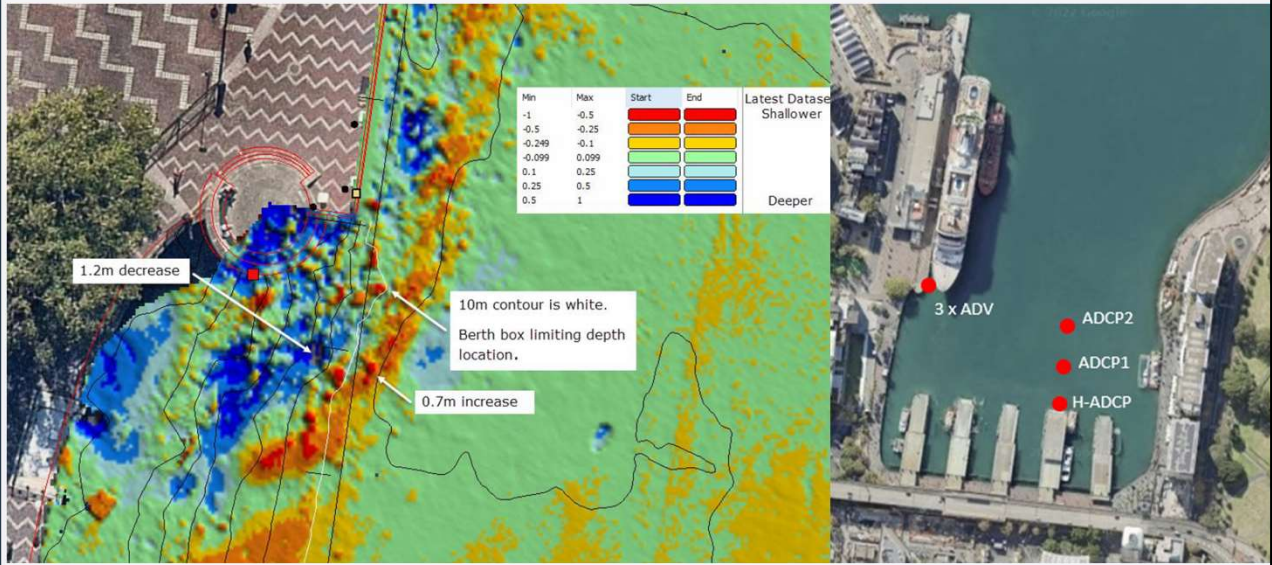 Min Max Start End Latest Datase
Shallower
-1 -0.5
-0.5 -0.25
-0.249 -0.1
-0.099 0.099
0.1 0.25
0.25 0.5
0.5 1 Deeper
1.2m decrease
10m contour is white.
Berth box limiting depth
location.
0.7m increase
3 x ADV
ADCP2
ADCP1
H-ADCP